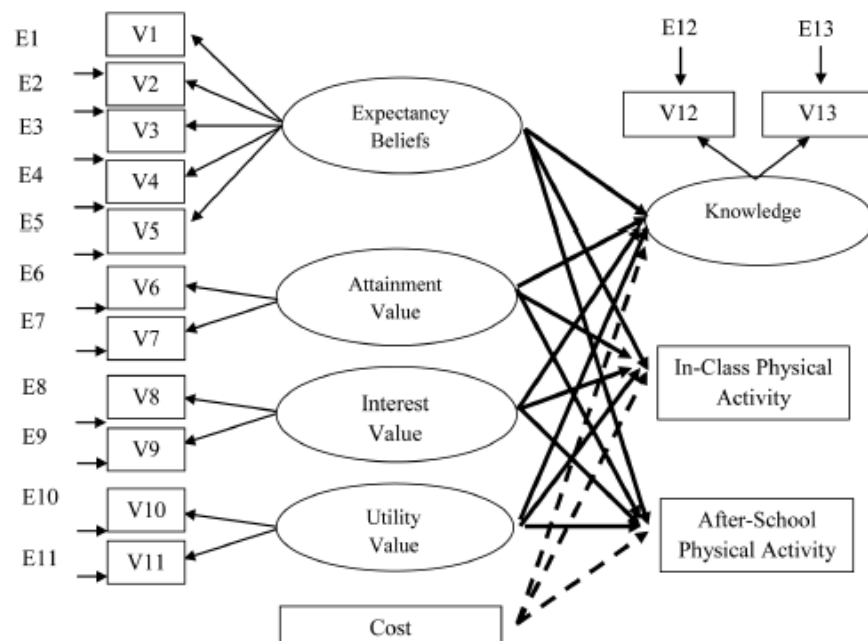 E1
V1
E2
V2
E3
V3
E4
V4
E5
V5
E6
V6
E7
V7
E8
V8
E9
V9
E10
V10
E11
V11
Expectancy
Beliefs
Attainment
Value
Interest
Value
Utility
Value
Cost
E12
E13
V12
V13
Knowledge
In-Class Physical
Activity
After-School
Physical Activity